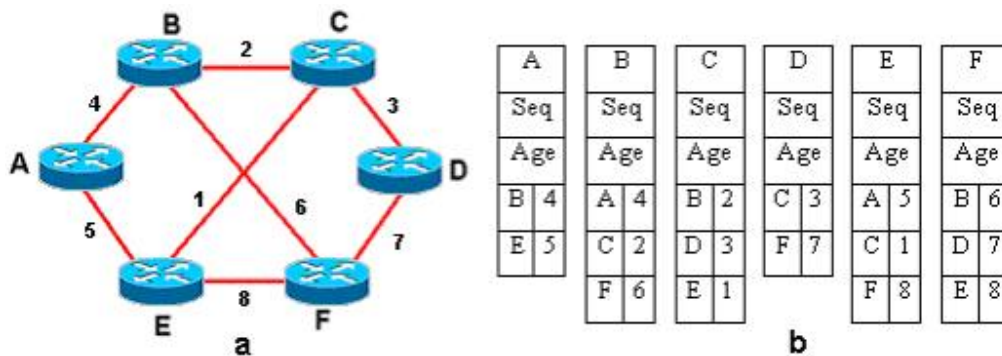 B
C
2
4
3
A
D
1
6
5
7
8
E
F
a
A B C D E F
Seq Seq Seq Seq Seq Seq
Age Age Age Age Age Age
B 4 A 4 B 2 C 3 A 5 B 6
E 5 C 2 D 3 F 7 C 1 D 7
F 6 E 1 F 8 E 8
b